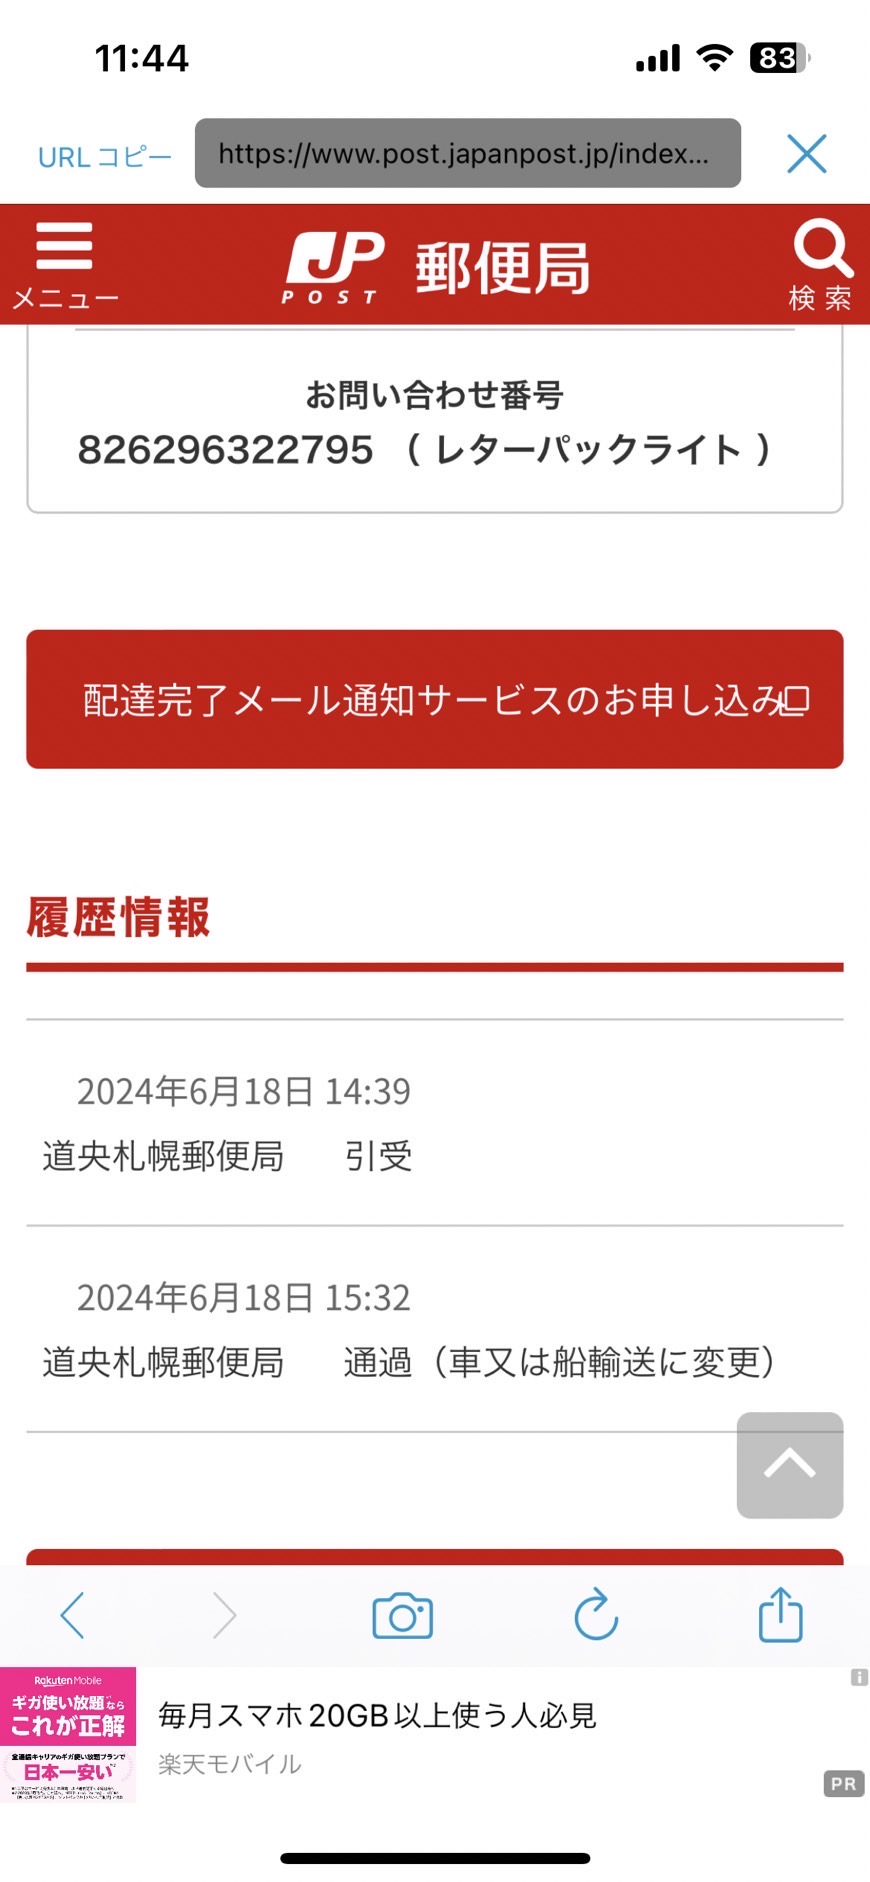 11:44
83
URL コピー
https://www.post.japanpost.jp/index...
メニュー
JP
POST
郵便局
検索
お問い合わせ番号
826296322795 （ レターパックライト ）
配達完了メール通知サービスのお申し込み
履歴情報
2024年6月18日 14:39
道央札幌郵便局 引受
2024年6月18日 15:32
道央札幌郵便局 通過（車又は船輸送に変更）
Rakuten Mobile
ギガ使い放題なら
これが正解
全通信キャリアのギガ使い放題プランで
日本一安い
毎月スマホ20GB以上使う人必見
楽天モバイル
PR